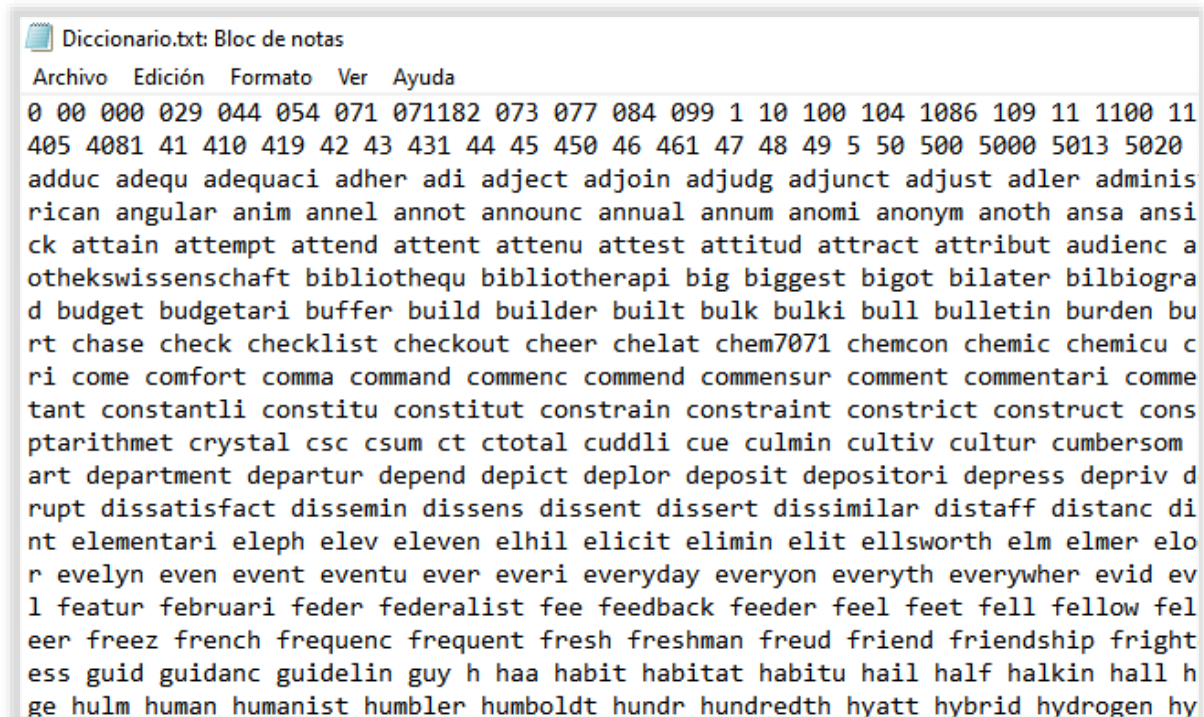 Diccionario.txt: Bloc de notas
Archivo Edición Formato Ver Ayuda
0 00 000 029 044 054 071 071182 073 077 084 099 1 10 100 104 1086 109 11 1100 11
405 4081 41 410 419 42 43 431 44 45 450 46 461 47 48 49 5 50 500 5000 5013 5020
adduc adequ adequaci adher adi adject adjoin adjudg adjunct adjust adler adminis
rican angular anim annel annot announc annual annum anomi anonym anoth ansa ansi
ck attain attempt attend attent attenu attest attitud attract attribut audienc a
othekswissenschaft bibliothequ bibliotherapi big biggest bigot bilater bilbiogra
d budget budgetari buffer build builder built bulk bulki bull bulletin burden bu
rt chase check checklist checkout cheer chelat chem7071 chemcon chemic chemicu c
ri come comfort comma command commenc commend commensur comment commentari comme
tant constantli constitu constitut constrain constraint constrict construct cons
ptarithmet crystal csc csum ct ctotal cuddli cue culmin cultiv cultur cumbersom
art department departur depend depict deplor deposit depositori depress depriv d
rupt dissatisfact dissemin dissens dissent dissert dissimilar distaff distanc di
nt elementari eleph elev eleven elhil elicit elimin elit ellsworth elm elmer elo
r evelyn even event eventu ever everi everyday everyon everyth everywher evid ev
l featur februari feder federalist fee feedback feeder feel feet fell fellow fel
eer freez french frequenc frequent fresh freshman freud friend friendship fright
ess guid guidanc guidelin guy h haa habit habitat habitu hail half halkin hall h
ge hulm human humanist humbler humboldt hundr hundredth hyatt hybrid hydrogen hy